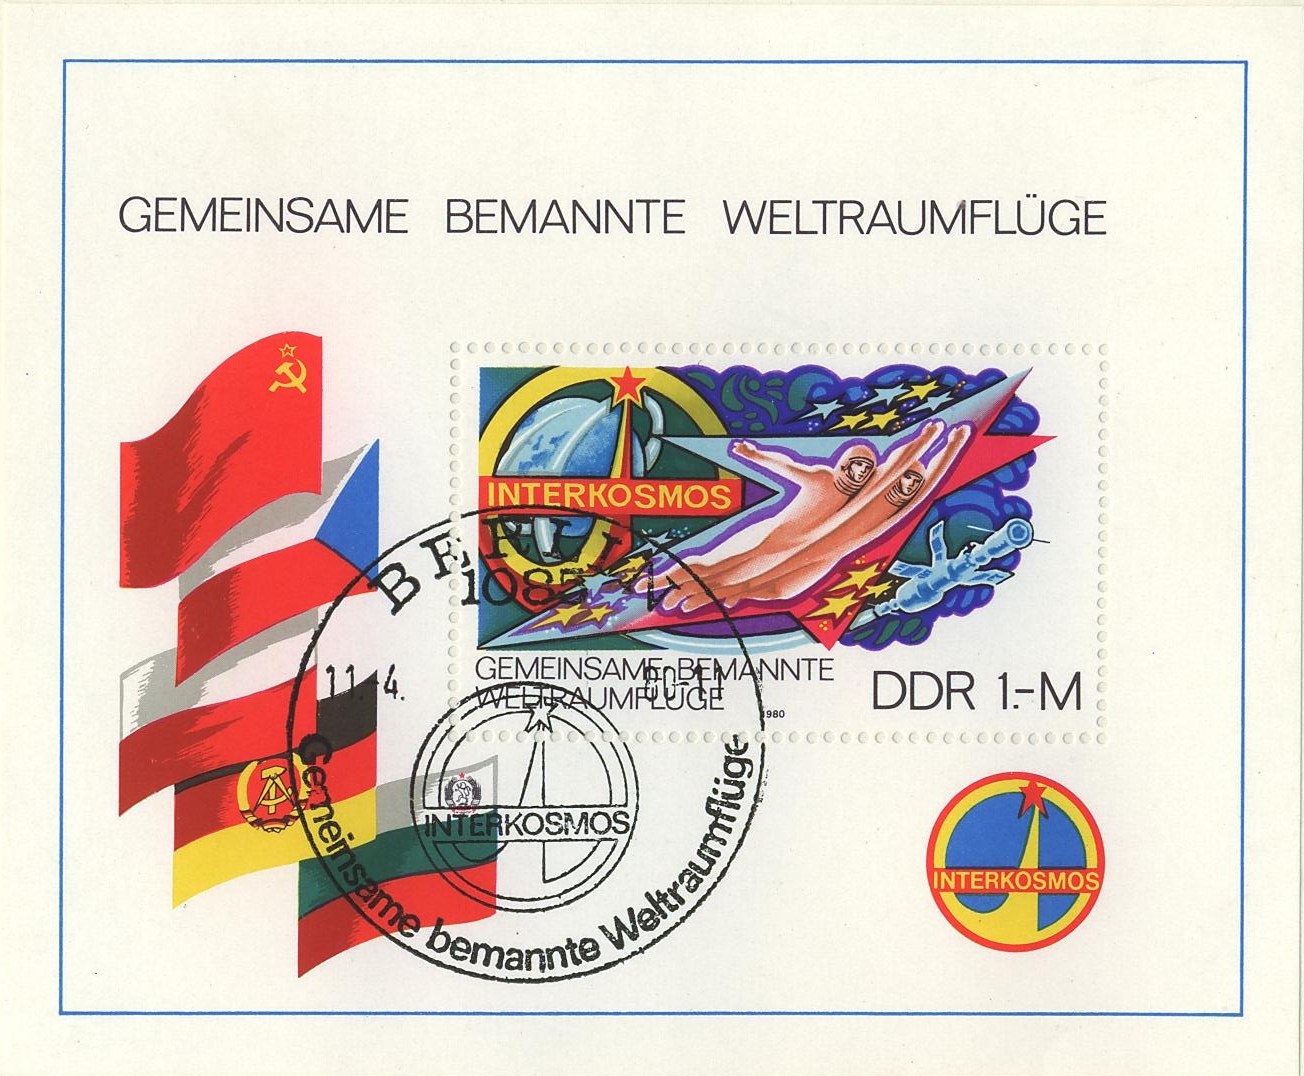 GEMEINSAME BEMANNTE WELTRAUMFLÜGE
INTERKOSMOS
BERLIN
1085
11.-4.
80-11
GEMEINSAME BEMANNTE
WELTRAUMFLÜGE
1980
DDR 1.-M
INTERKOSMOS
Gemeinsame bemannte Weltraumflüge
INTERKOSMOS